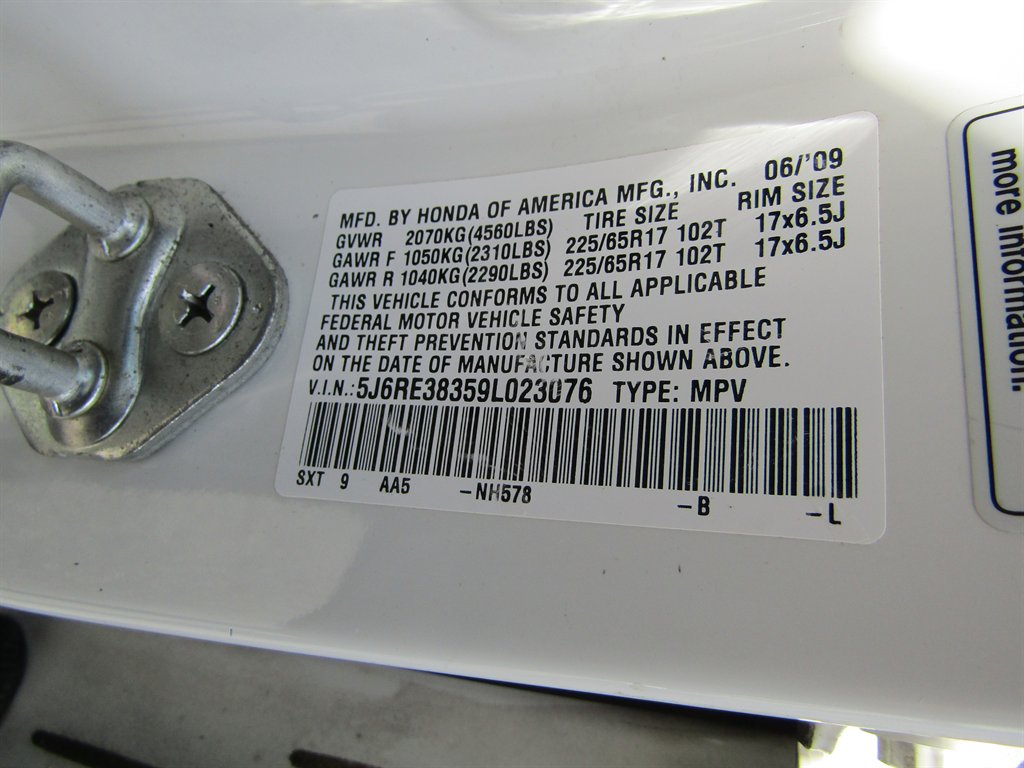 MFD. BY HONDA OF AMERICA MFG., INC. 06/'09
GVWR 2070KG(4560LBS) TIRE SIZE RIM SIZE
GAWR F 1050KG(2310LBS) 225/65R17 102T 17x6.5J
GAWR R 1040KG(2290LBS) 225/65R17 102T 17x6.5J
THIS VEHICLE CONFORMS TO ALL APPLICABLE
FEDERAL MOTOR VEHICLE SAFETY
AND THEFT PREVENTION STANDARDS IN EFFECT
ON THE DATE OF MANUFACTURE SHOWN ABOVE.
V.I.N.: 5J6RE38359L023076 TYPE: MPV
SXT 9 AA5 -NH578 -B -L
more information.